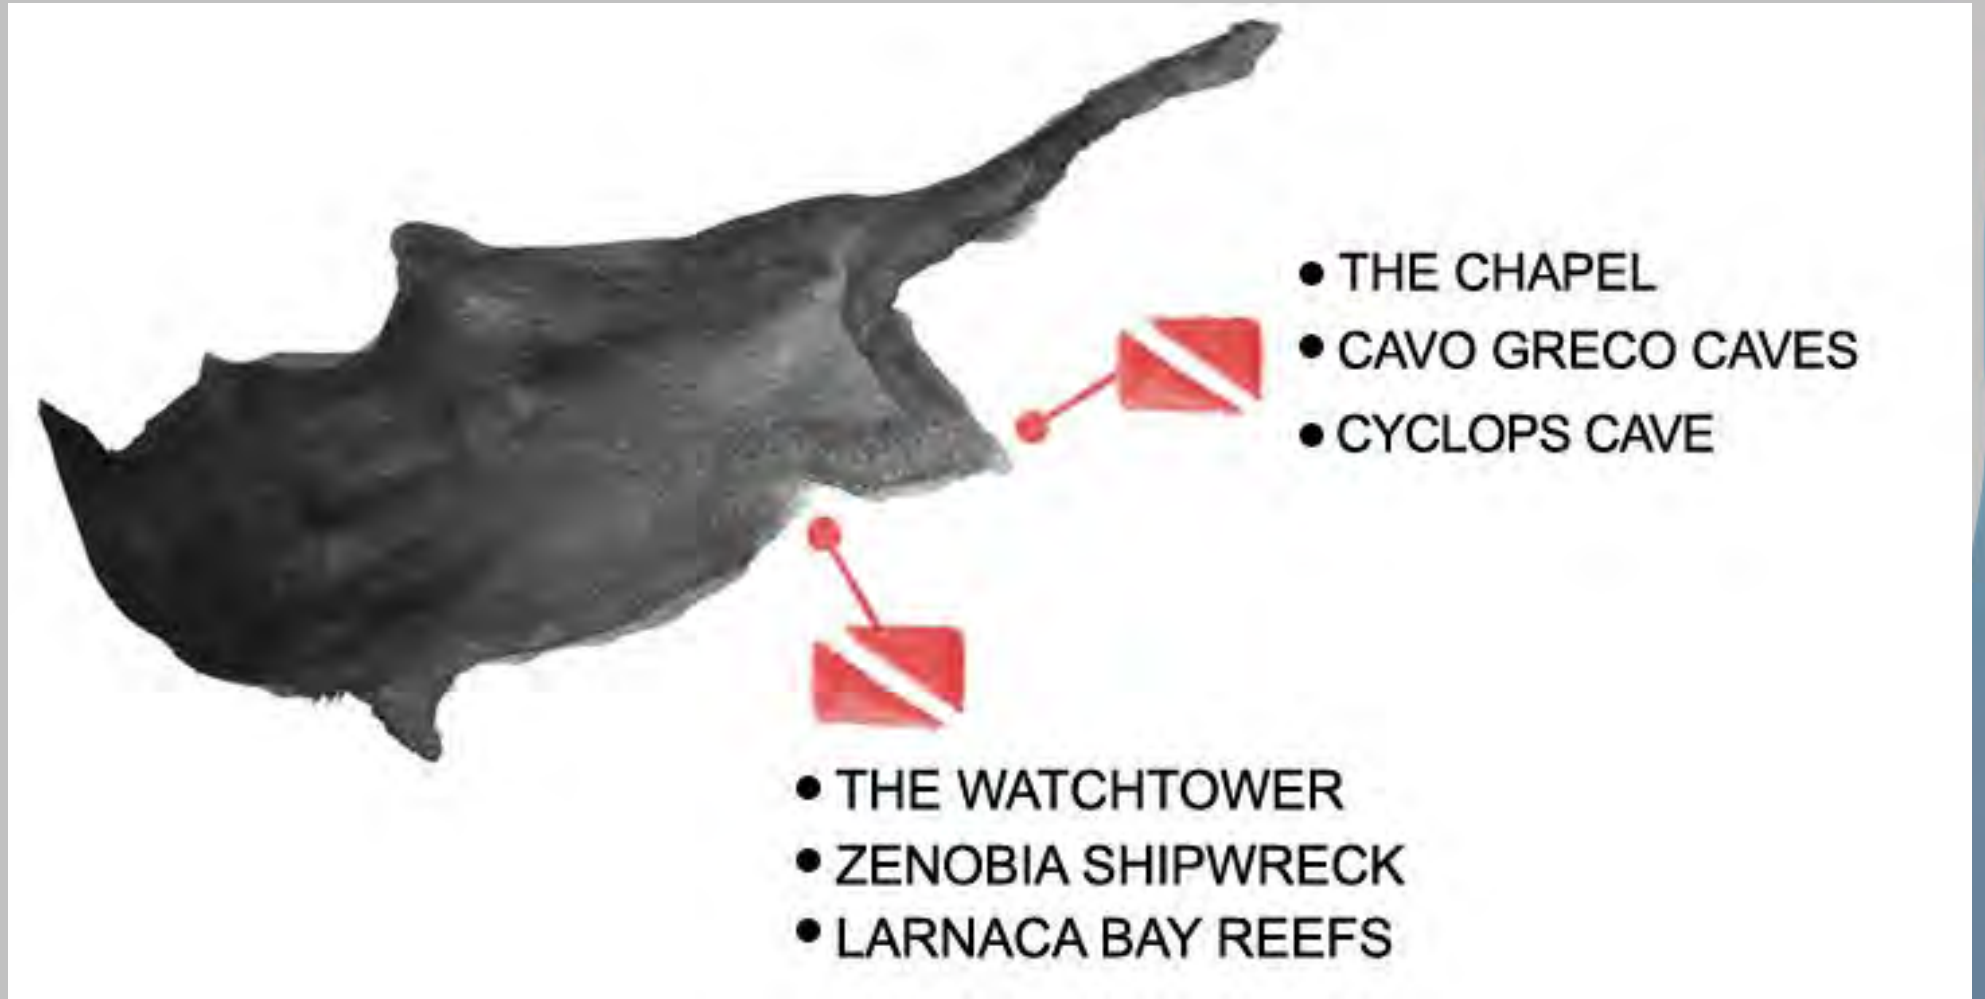 • THE CHAPEL
• CAVO GRECO CAVES
• CYCLOPS CAVE
• THE WATCHTOWER
• ZENOBIA SHIPWRECK
• LARNACA BAY REEFS